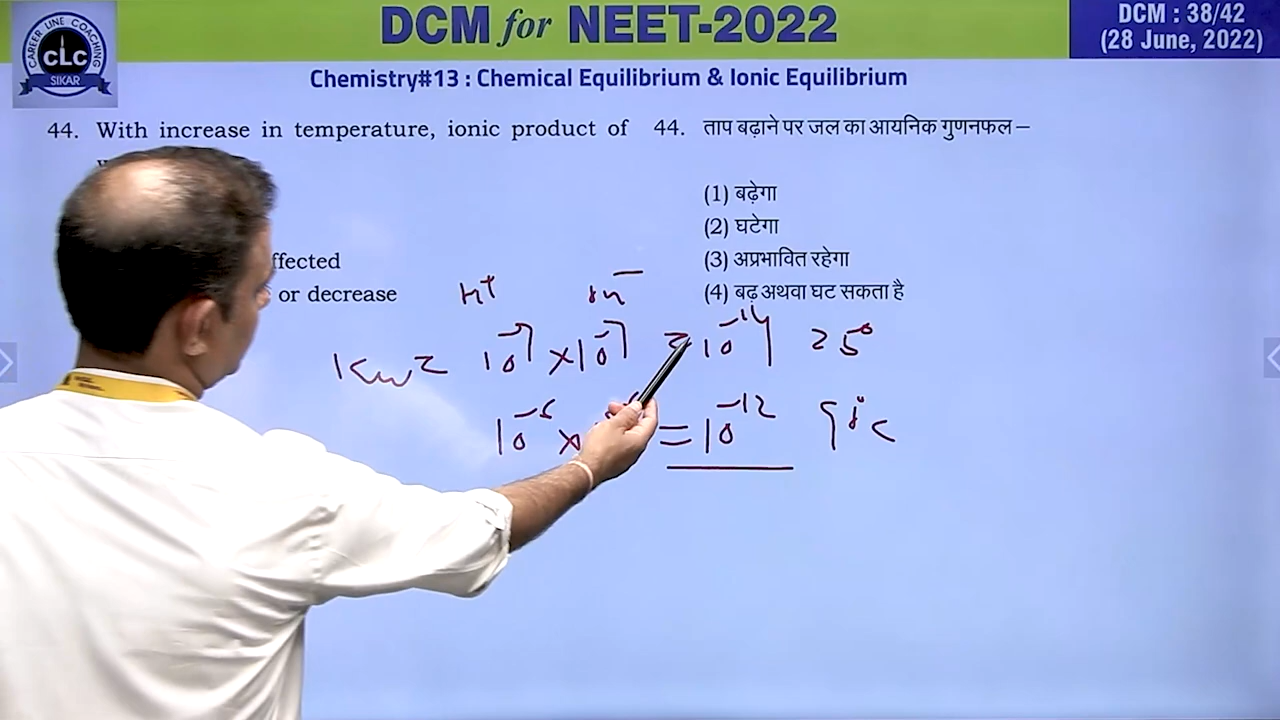 DCM for NEET-2022
DCM : 38/42
(28 June, 2022)
CAREER LINE COACHING
CLC
SIKAR
Chemistry#13 : Chemical Equilibrium & Ionic Equilibrium
44. With increase in temperature, ionic product of
ffected
or decrease
44. ताप बढ़ाने पर जल का आयनिक गुणनफल –
(1) बढ़ेगा
(2) घटेगा
(3) अप्रभावित रहेगा
(4) बढ़ अथवा घट सकता है
H⁺
Kw = 10⁻⁷ × 10⁻⁷ = 10⁻¹⁴ 25°
10⁻⁶ × = 10⁻¹²